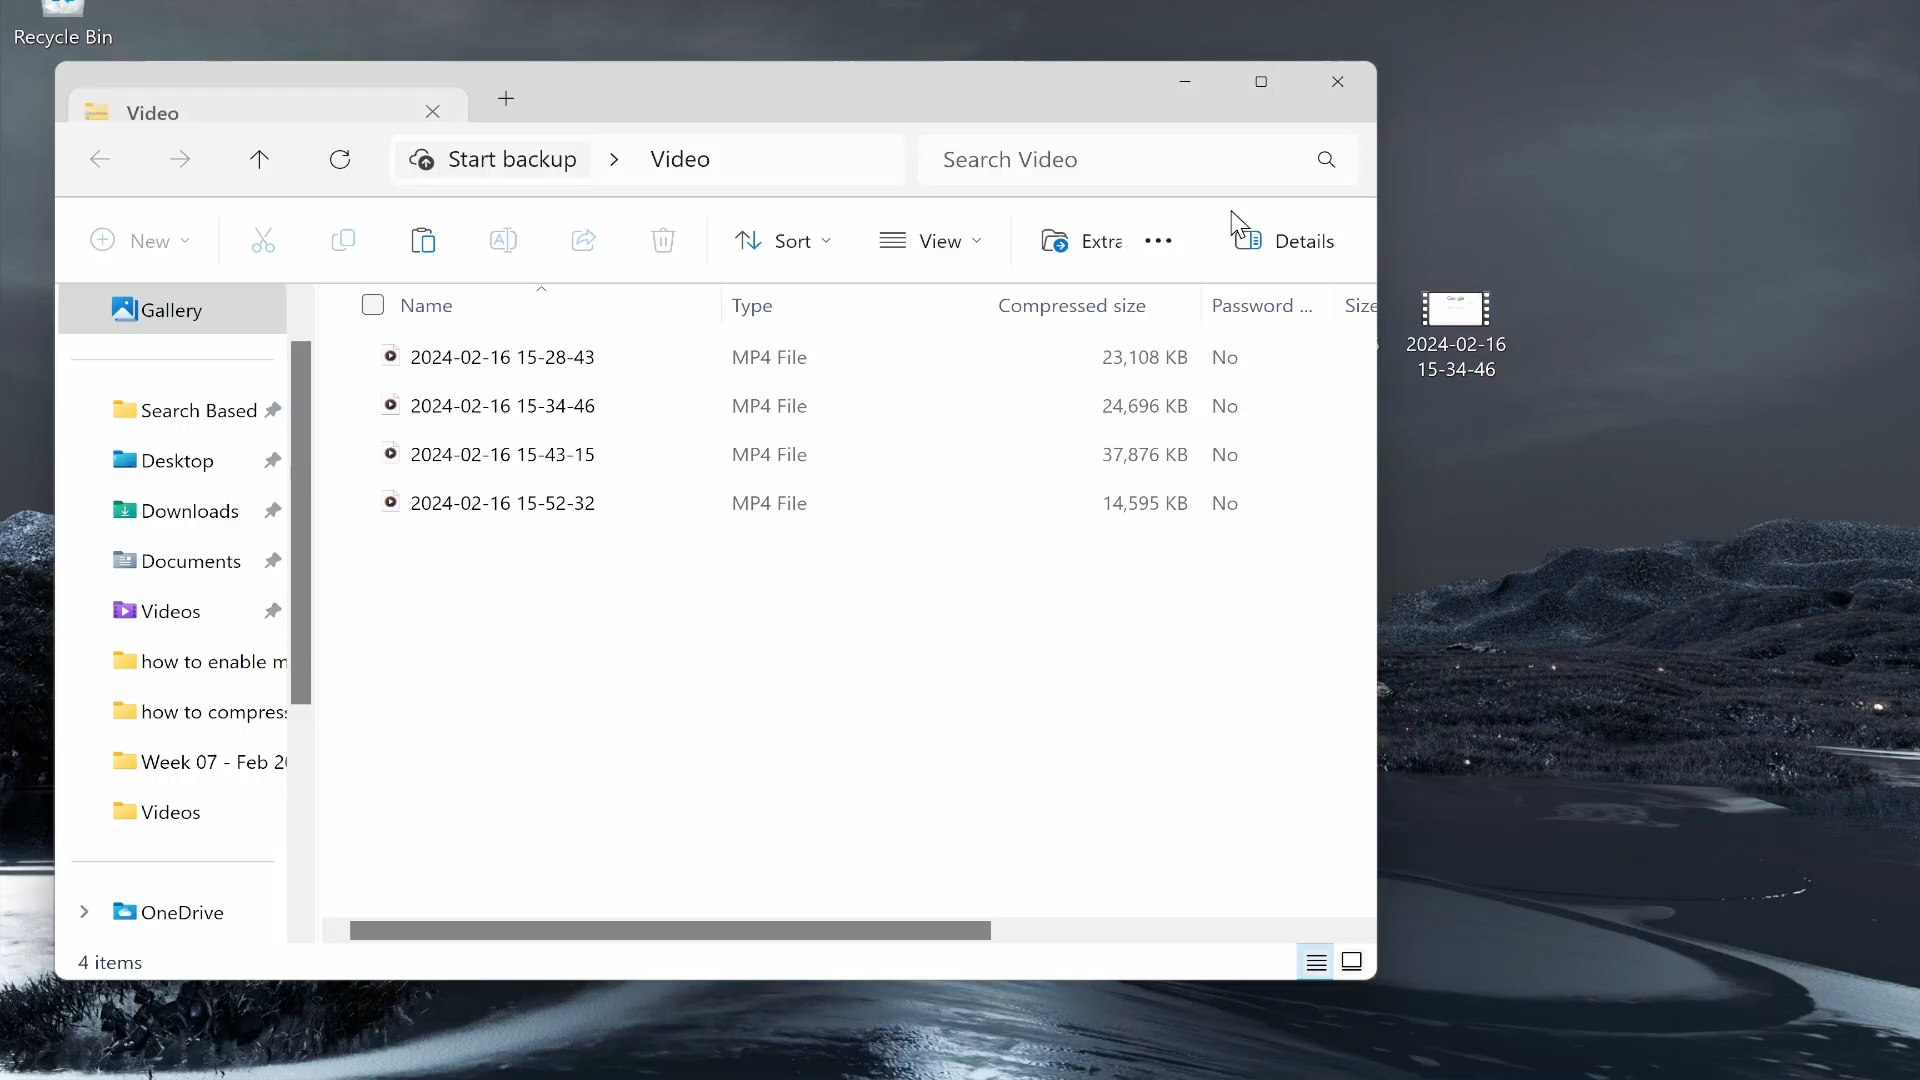 Recycle Bin
Video
Start backup
Video
Search Video
New
Sort
View
Extra
Details
Gallery
Name
Type
Compressed size
Password ...
Size
2024-02-16 15-28-43
MP4 File
23,108 KB
No
2024-02-16 15-34-46
MP4 File
24,696 KB
No
2024-02-16 15-43-15
MP4 File
37,876 KB
No
2024-02-16 15-52-32
MP4 File
14,595 KB
No
Search Based
Desktop
Downloads
Documents
Videos
how to enable m
how to compress
Week 07 - Feb 20
Videos
OneDrive
4 items
Google
2024-02-16
15-34-46